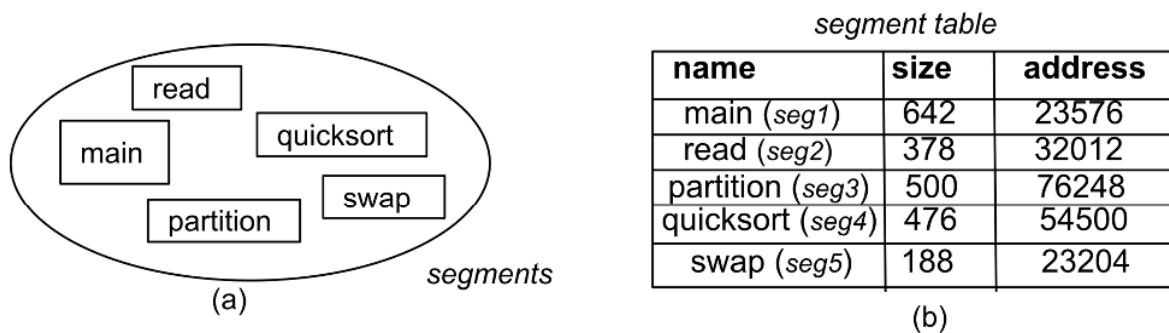 read
main
quicksort
swap
partition
segments
(a)
segment table
name size address
main (seg1) 642 23576
read (seg2) 378 32012
partition (seg3) 500 76248
quicksort (seg4) 476 54500
swap (seg5) 188 23204
(b)